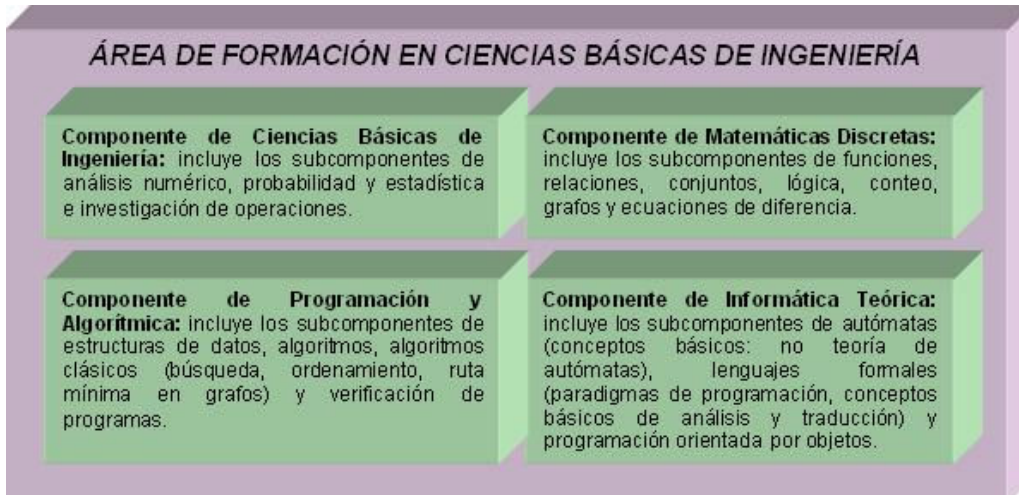 ÁREA DE FORMACIÓN EN CIENCIAS BÁSICAS DE INGENIERÍA
Componente de Ciencias Básicas de
Ingeniería: incluye los subcomponentes de
análisis numérico, probabilidad y estadística
e investigación de operaciones.
Componente de Matemáticas Discretas:
incluye los subcomponentes de funciones,
relaciones, conjuntos, lógica, conteo,
grafos y ecuaciones de diferencia.
Componente de Programación y
Algorítmica: incluye los subcomponentes de
estructuras de datos, algoritmos, algoritmos
clásicos (búsqueda, ordenamiento, ruta
mínima en grafos) y verificación de
programas.
Componente de Informática Teórica:
incluye los subcomponentes de autómatas
(conceptos básicos: no teoría de
autómatas), lenguajes formales
(paradigmas de programación, conceptos
básicos de análisis y traducción) y
programación orientada por objetos.